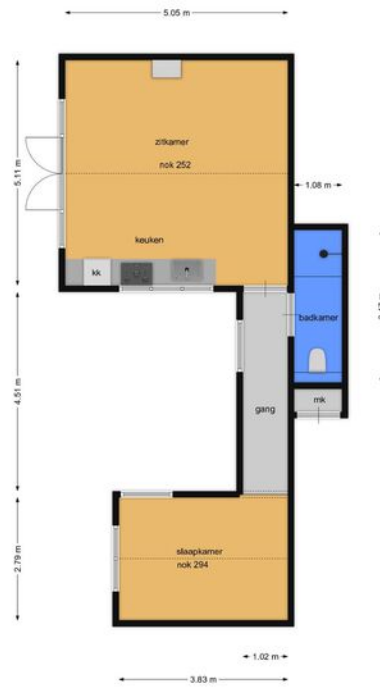 5.05 m
zitkamer
nok 252
5.11 m
1.08 m
keuken
kk
badkamer
mk
gang
4.51 m
slaapkamer
nok 294
2.79 m
1.02 m
3.83 m